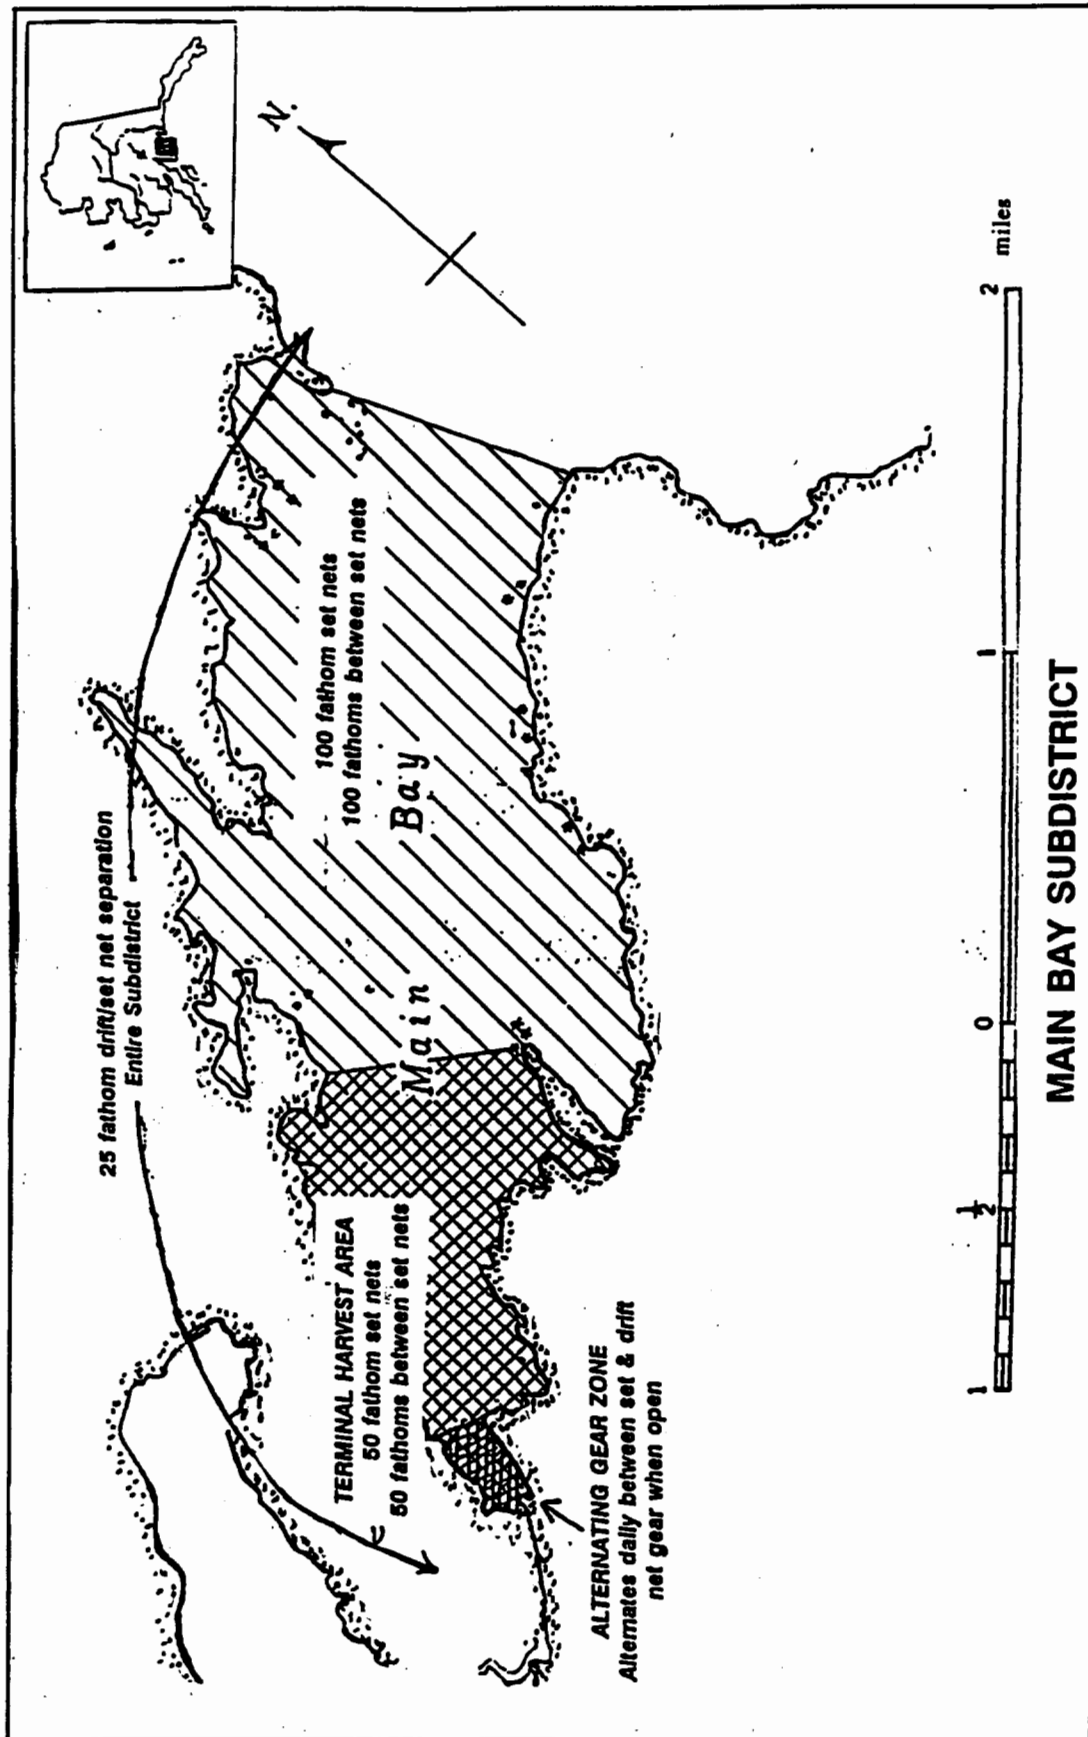 25 fathom drift/set net separation
Entire Subdistrict
N.
100 fathom set nets
100 fathoms between set nets
Main Bay
TERMINAL HARVEST AREA
50 fathom set nets
50 fathoms between set nets
ALTERNATING GEAR ZONE
Alternates daily between set & drift
net gear when open
1 1/2 0 1 2 miles
MAIN BAY SUBDISTRICT